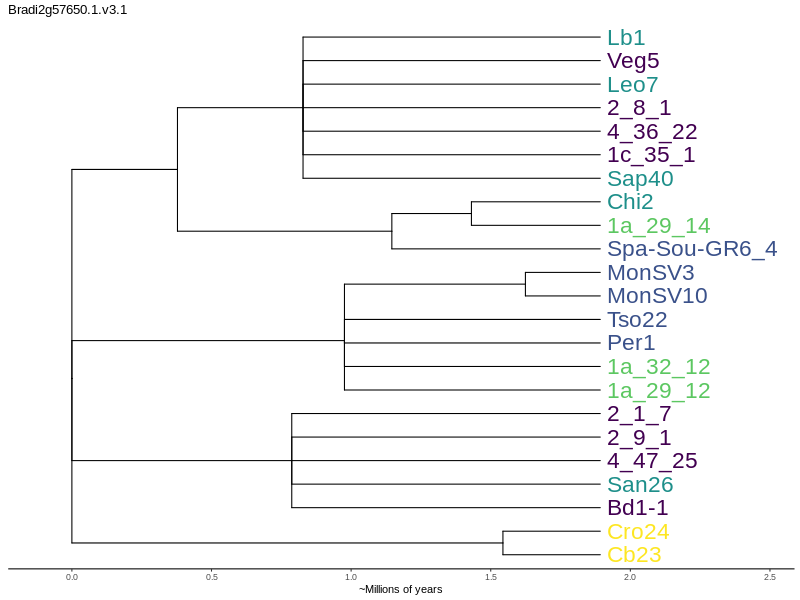 Bradi2g57650.1.v3.1
Lb1
Veg5
Leo7
2_8_1
4_36_22
1c_35_1
Sap40
Chi2
1a_29_14
Spa-Sou-GR6_4
MonSV3
MonSV10
Tso22
Per1
1a_32_12
1a_29_12
2_1_7
2_9_1
4_47_25
San26
Bd1-1
Cro24
Cb23
0.0 0.5 1.0 1.5 2.0 2.5
~Millions of years